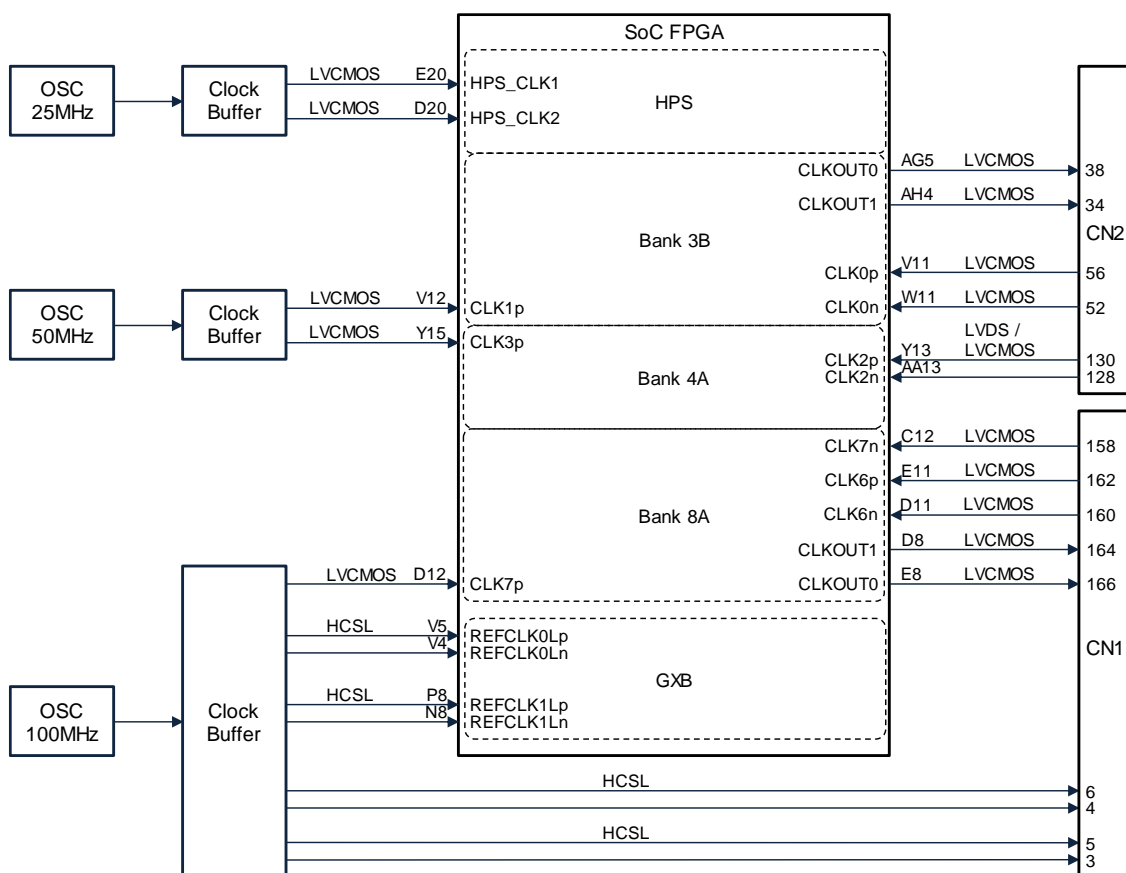 SoC FPGA
OSC
25MHz
Clock
Buffer
LVCMOS E20
LVCMOS D20
HPS_CLK1
HPS_CLK2
HPS
CLKOUT0
AG5 LVCMOS
38
CLKOUT1
AH4 LVCMOS
34
CN2
Bank 3B
CLK0p
V11 LVCMOS
56
CLK0n
W11 LVCMOS
52
OSC
50MHz
Clock
Buffer
LVCMOS V12
CLK1p
LVCMOS Y15
CLK3p
Bank 4A
LVDS /
CLK2p
Y13 LVCMOS
130
CLK2n
AA13
128
CLK7n
C12 LVCMOS
158
CLK6p
E11 LVCMOS
162
Bank 8A
CLK6n
D11 LVCMOS
160
CLKOUT1
D8 LVCMOS
164
LVCMOS D12
CLK7p
CLKOUT0
E8 LVCMOS
166
CN1
HCSL V5
REFCLK0Lp
V4
REFCLK0Ln
GXB
HCSL P8
REFCLK1Lp
N8
REFCLK1Ln
OSC
100MHz
Clock
Buffer
HCSL
6
4
HCSL
5
3